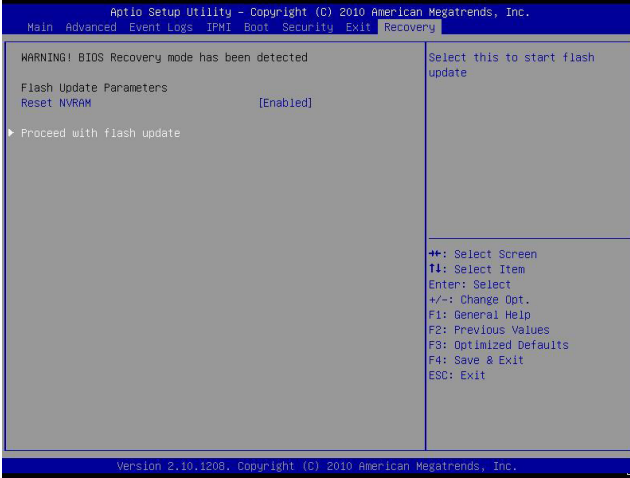 Aptio Setup Utility – Copyright (C) 2010 American Megatrends, Inc.
Main Advanced Event Logs IPMI Boot Security Exit Recovery
WARNING! BIOS Recovery mode has been detected
Flash Update Parameters
Reset NVRAM [Enabled]
▶ Proceed with flash update
Select this to start flash
update
→←: Select Screen
↑↓: Select Item
Enter: Select
+/-: Change Opt.
F1: General Help
F2: Previous Values
F3: Optimized Defaults
F4: Save & Exit
ESC: Exit
Version 2.10.1208. Copyright (C) 2010 American Megatrends, Inc.